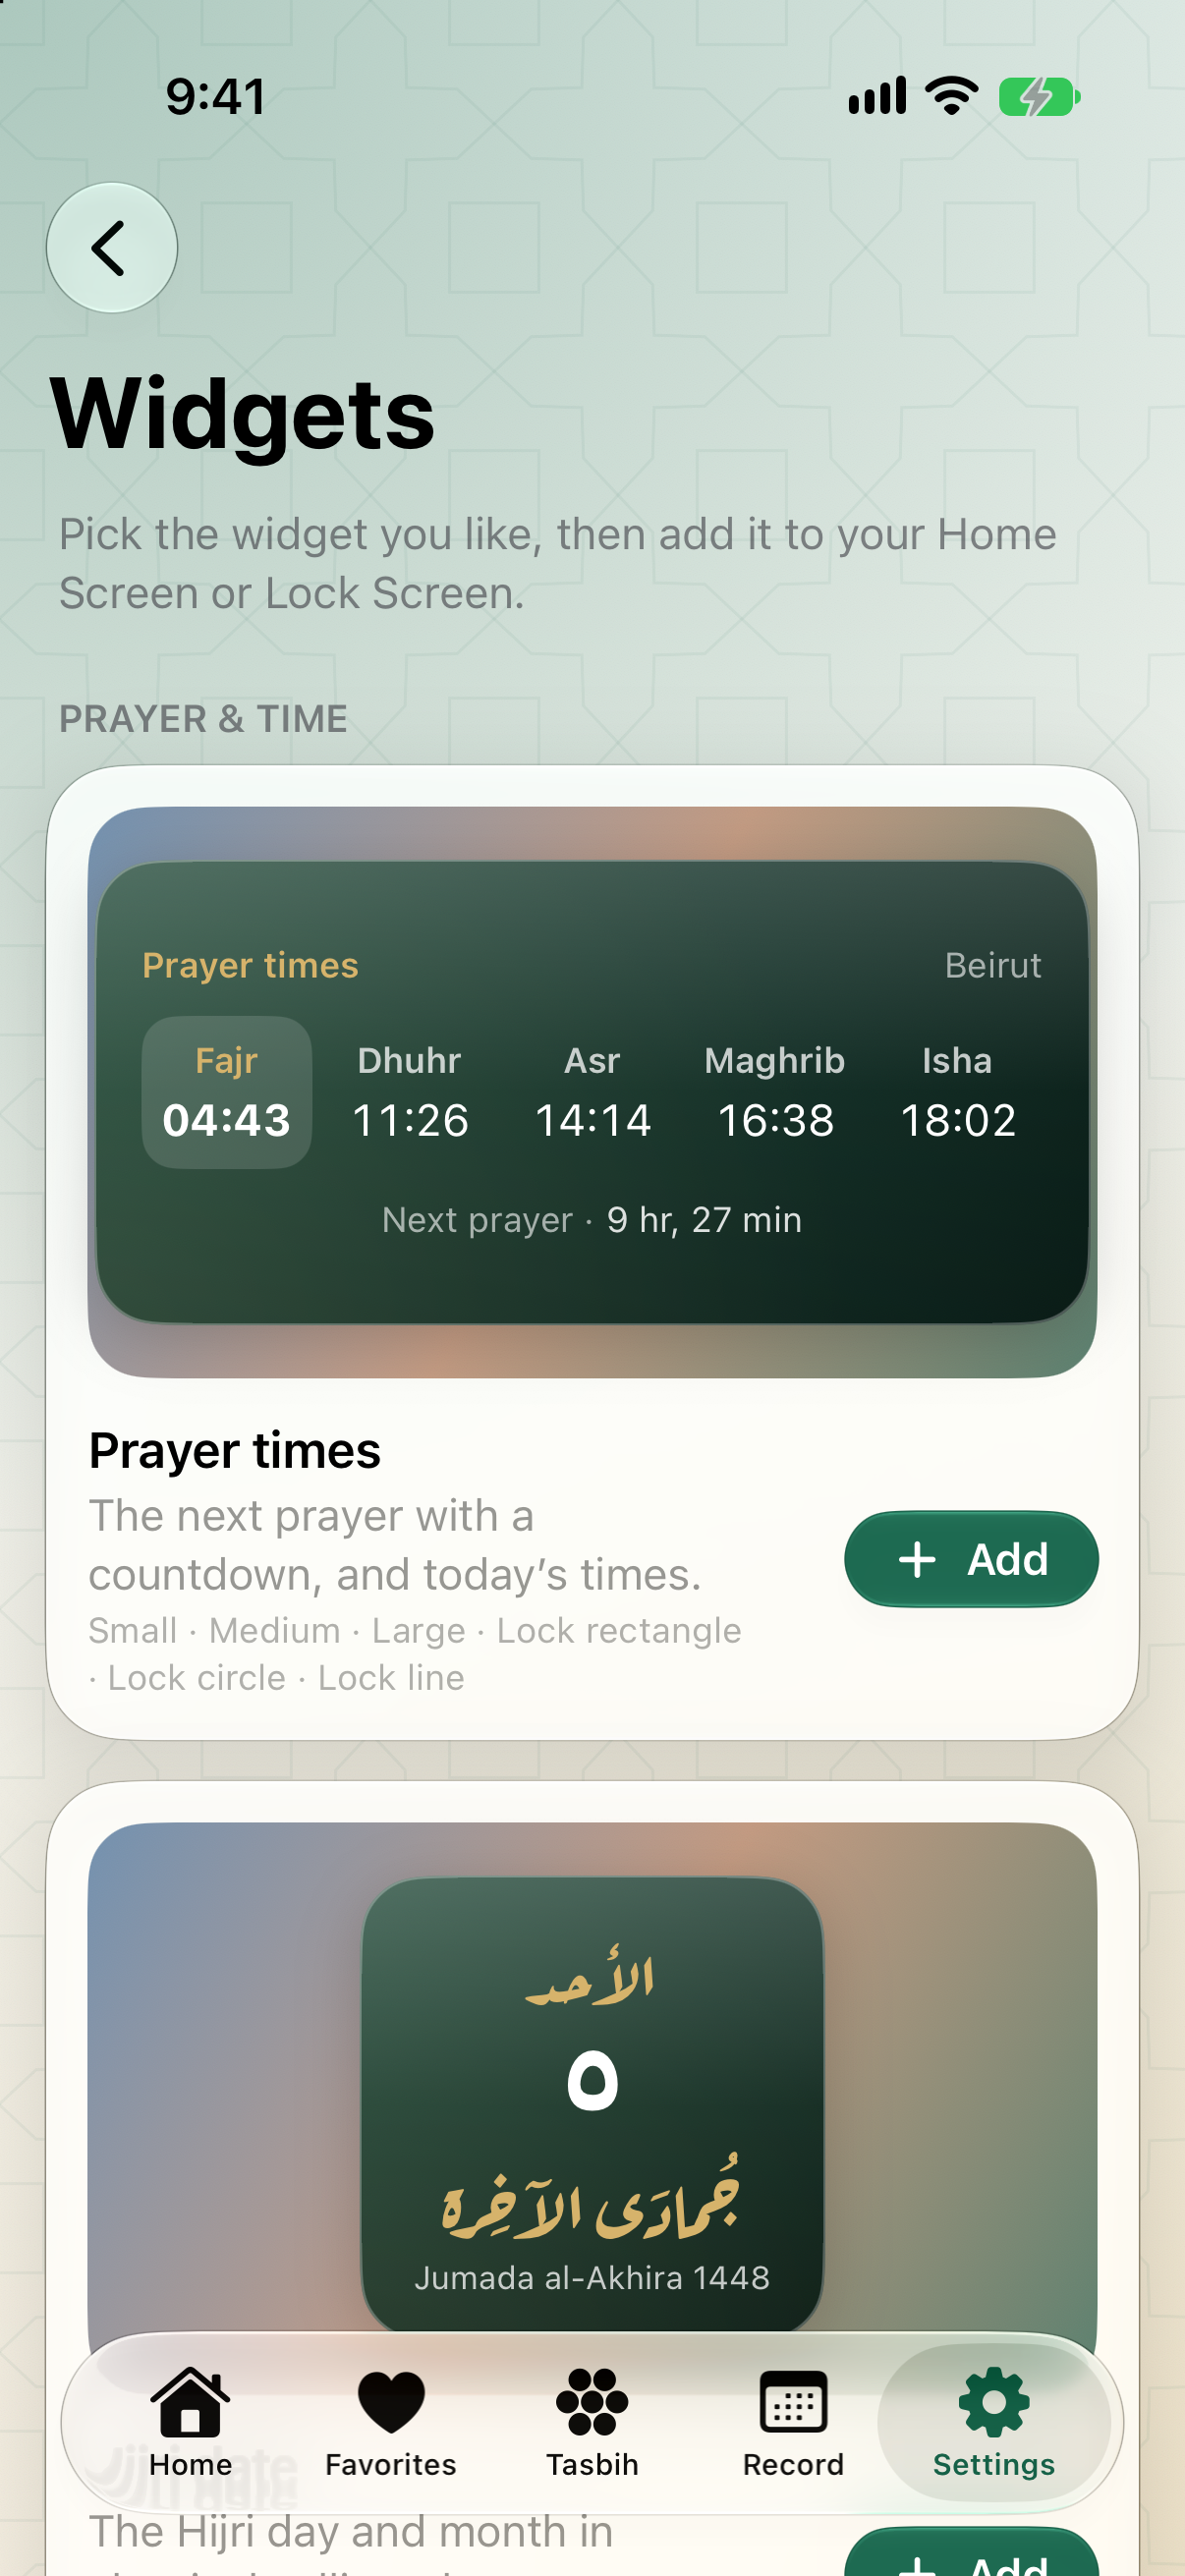 9:41
Widgets
Pick the widget you like, then add it to your Home
Screen or Lock Screen.
PRAYER & TIME
Prayer times
Beirut
Fajr Dhuhr Asr Maghrib Isha
04:43 11:26 14:14 16:38 18:02
Next prayer · 9 hr, 27 min
Prayer times
The next prayer with a
countdown, and today’s times.
Small · Medium · Large · Lock rectangle
· Lock circle · Lock line
+ Add
الأحد
٥
جُمادَى الآخِرة
Jumada al-Akhira 1448
Home Favorites Tasbih Record Settings
The Hijri day and month in
+ Add